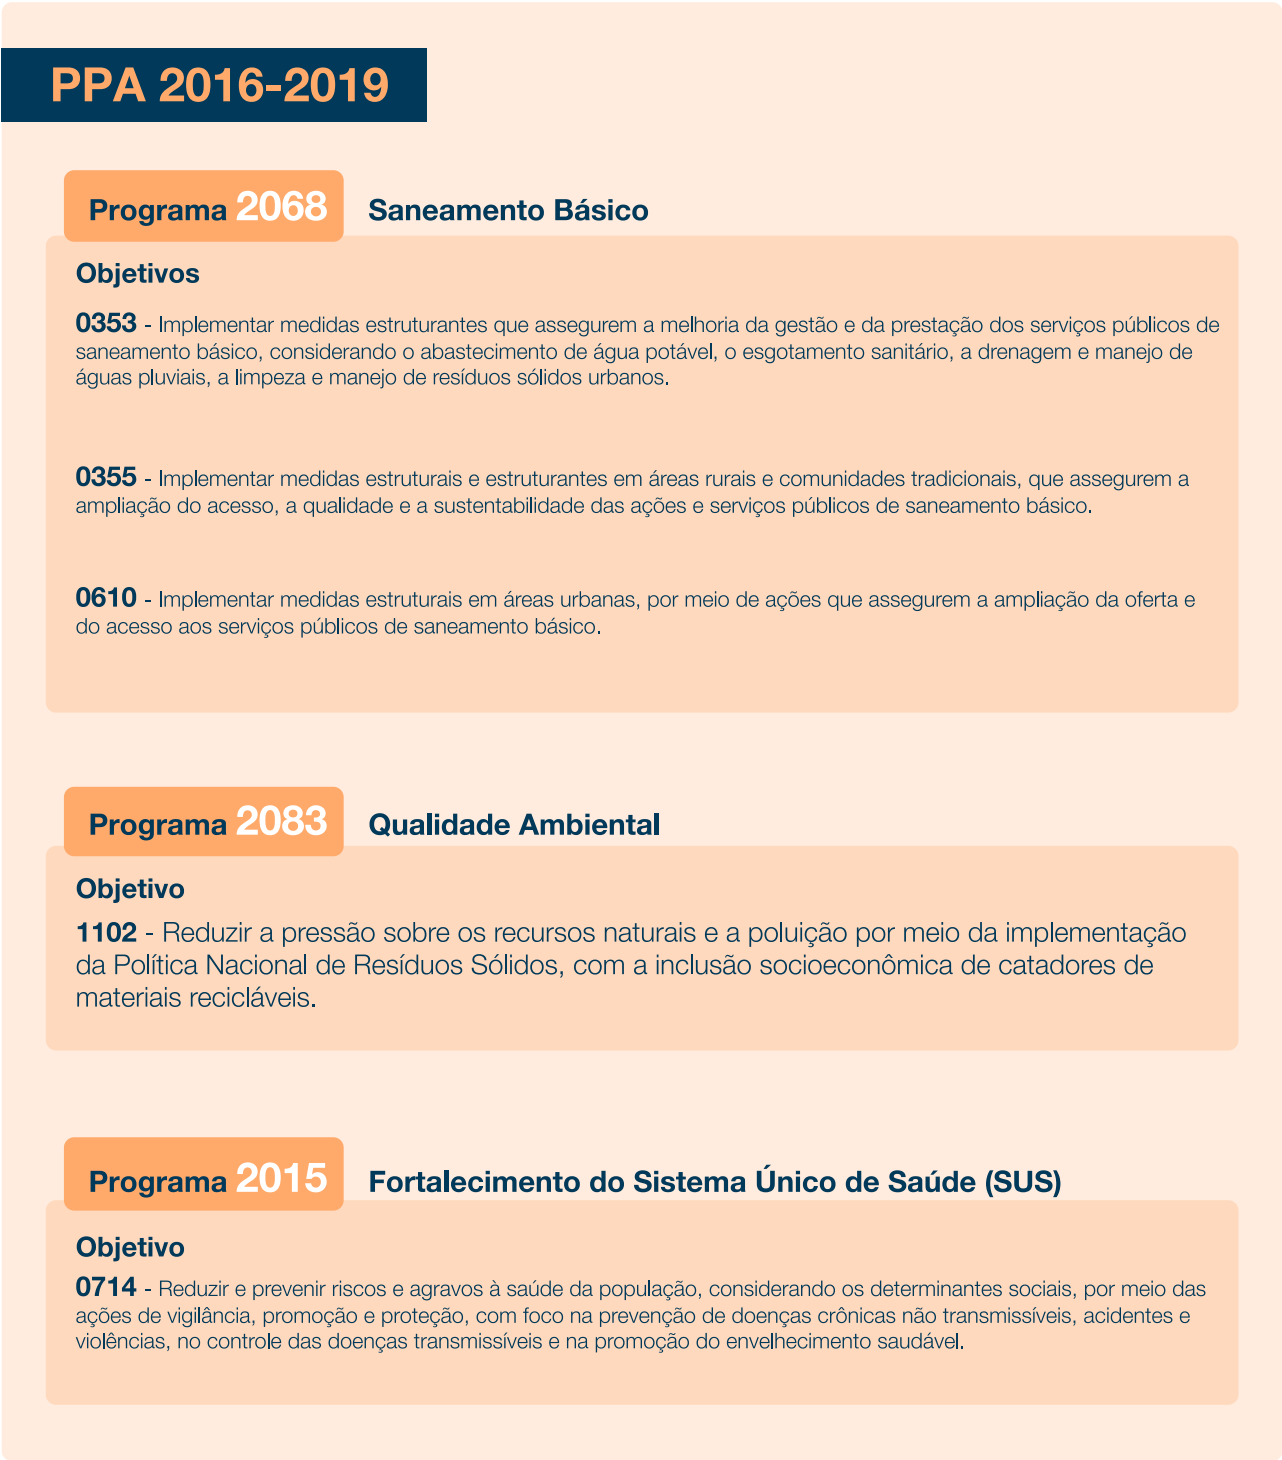 PPA 2016-2019
Programa 2068 Saneamento Básico
Objetivos
0353 - Implementar medidas estruturantes que assegurem a melhoria da gestão e da prestação dos serviços públicos de
saneamento básico, considerando o abastecimento de água potável, o esgotamento sanitário, a drenagem e manejo de
águas pluviais, a limpeza e manejo de resíduos sólidos urbanos.
0355 - Implementar medidas estruturais e estruturantes em áreas rurais e comunidades tradicionais, que assegurem a
ampliação do acesso, a qualidade e a sustentabilidade das ações e serviços públicos de saneamento básico.
0610 - Implementar medidas estruturais em áreas urbanas, por meio de ações que assegurem a ampliação da oferta e
do acesso aos serviços públicos de saneamento básico.
Programa 2083 Qualidade Ambiental
Objetivo
1102 - Reduzir a pressão sobre os recursos naturais e a poluição por meio da implementação
da Política Nacional de Resíduos Sólidos, com a inclusão socioeconômica de catadores de
materiais recicláveis.
Programa 2015 Fortalecimento do Sistema Único de Saúde (SUS)
Objetivo
0714 - Reduzir e prevenir riscos e agravos à saúde da população, considerando os determinantes sociais, por meio das
ações de vigilância, promoção e proteção, com foco na prevenção de doenças crônicas não transmissíveis, acidentes e
violências, no controle das doenças transmissíveis e na promoção do envelhecimento saudável.